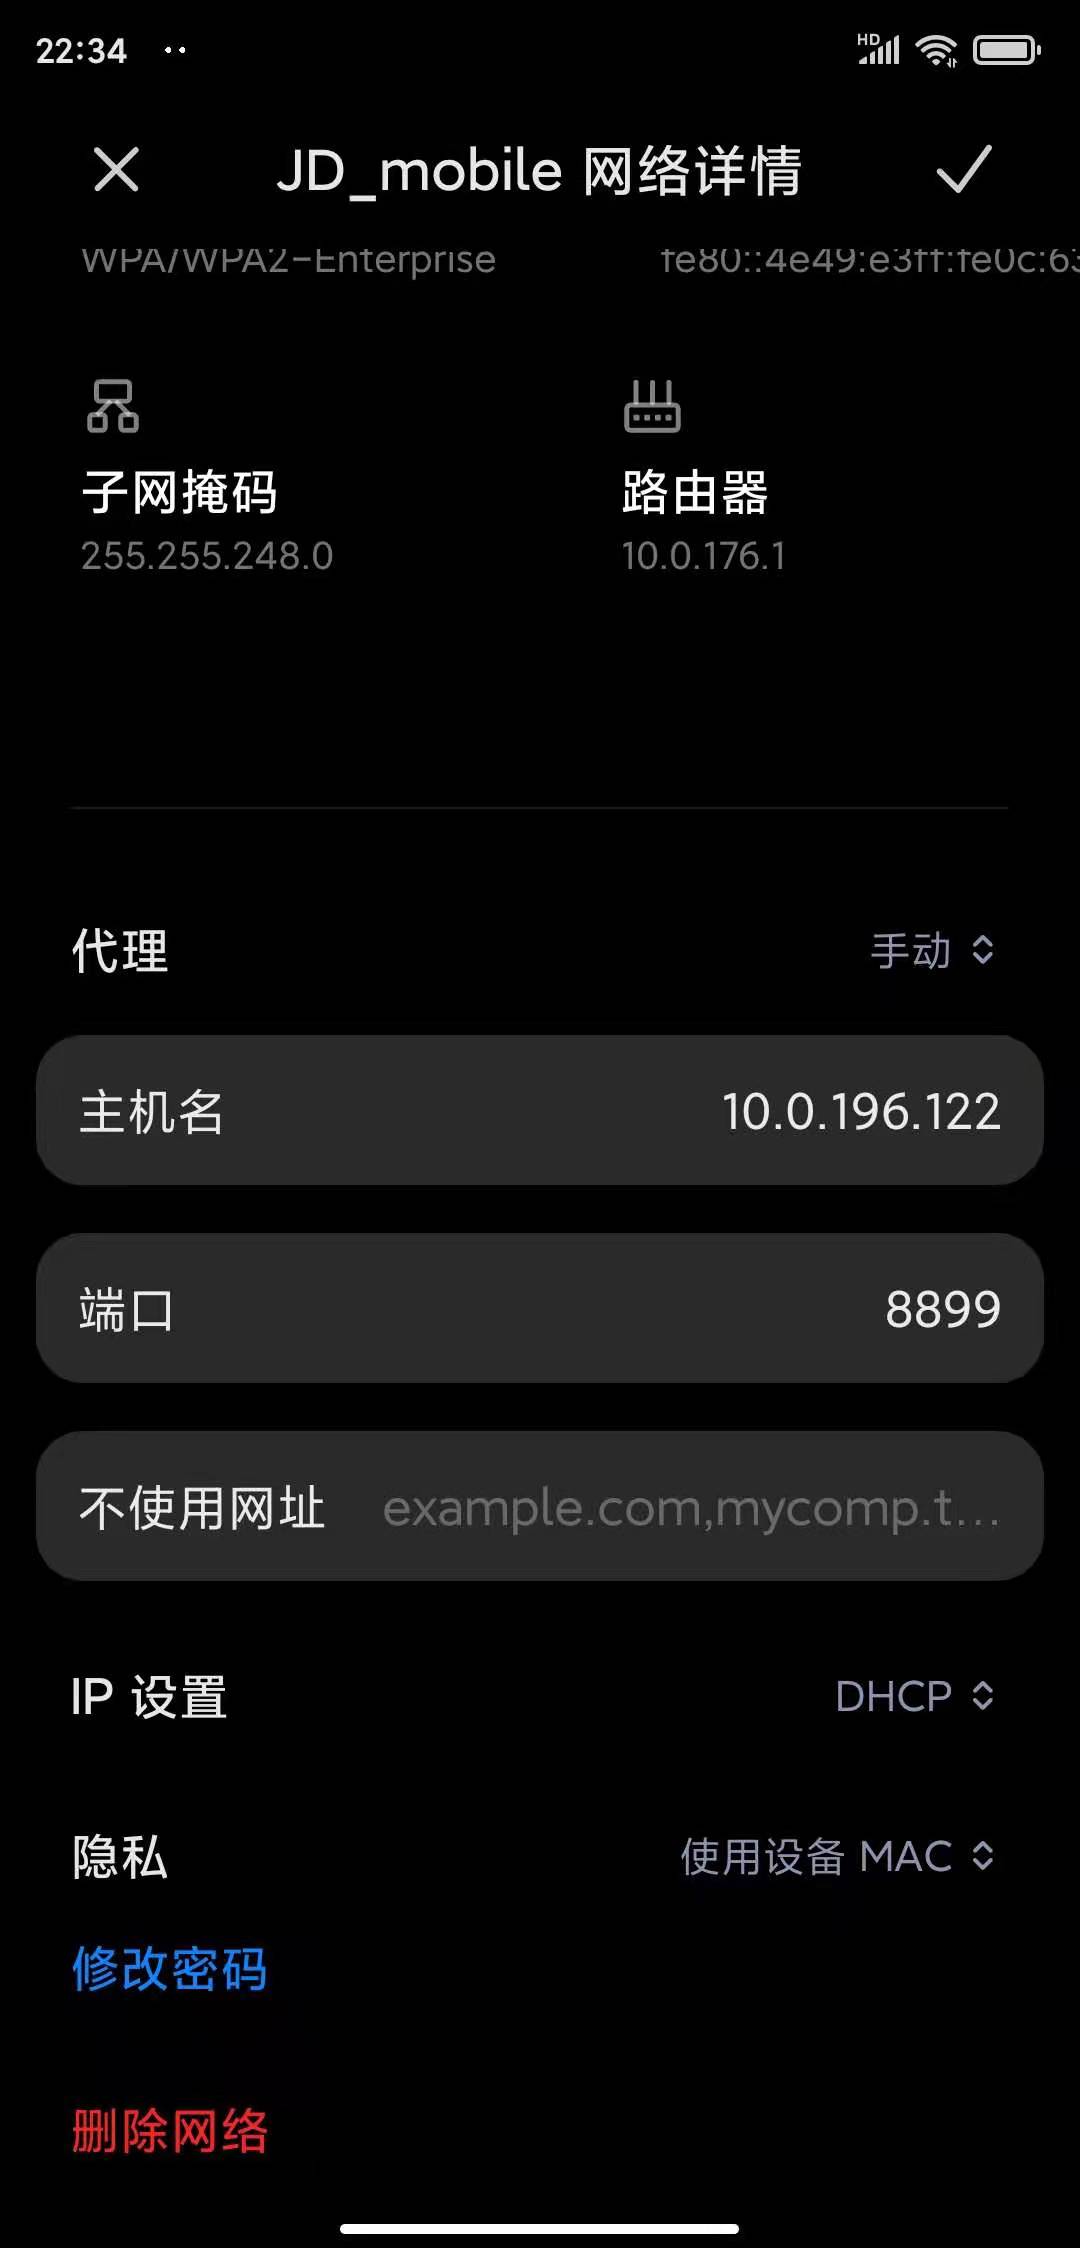 22:34
HD
JD_mobile 网络详情
WPA/WPA2-Enterprise
fe80::4e49:e3ff:fe0c:63
子网掩码
路由器
255.255.248.0
10.0.176.1
代理
手动
主机名
10.0.196.122
端口
8899
不使用网址
example.com,mycomp.t...
IP 设置
DHCP
隐私
使用设备 MAC
修改密码
删除网络